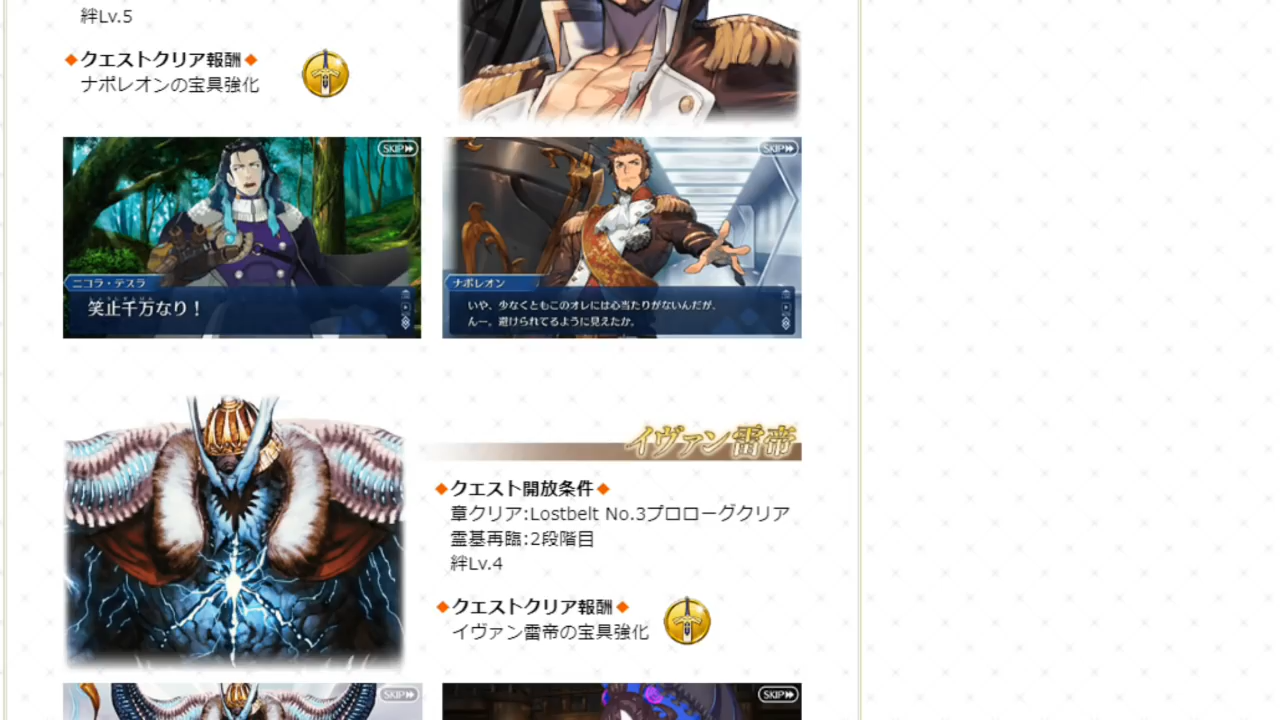 絆Lv.5
◆クエストクリア報酬◆
ナポレオンの宝具強化
SKIP
ニコラ・テスラ
笑止千万なり！
SKIP
ナポレオン
いや、少なくともこのオレには心当たりがないんだが。
んー。避けられてるように見えたか。
イヴァン雷帝
◆クエスト開放条件◆
章クリア:Lostbelt No.3プロローグクリア
霊基再臨:2段階目
絆Lv.4
◆クエストクリア報酬◆
イヴァン雷帝の宝具強化
SKIP
SKIP